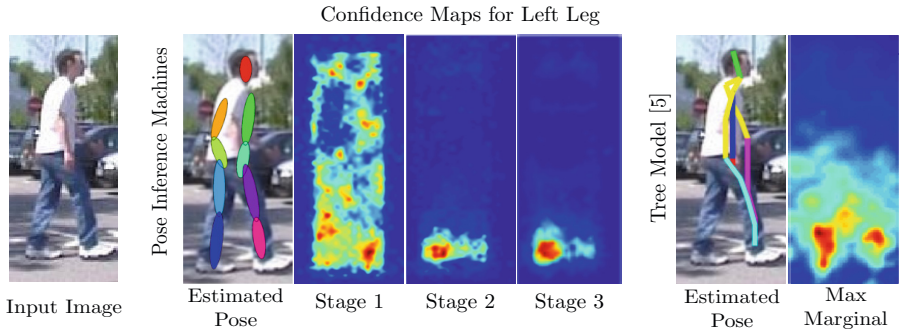 Confidence Maps for Left Leg
Pose Inference Machines
Tree Model [5]
Input Image
Estimated
Pose
Stage 1
Stage 2
Stage 3
Estimated
Pose
Max
Marginal